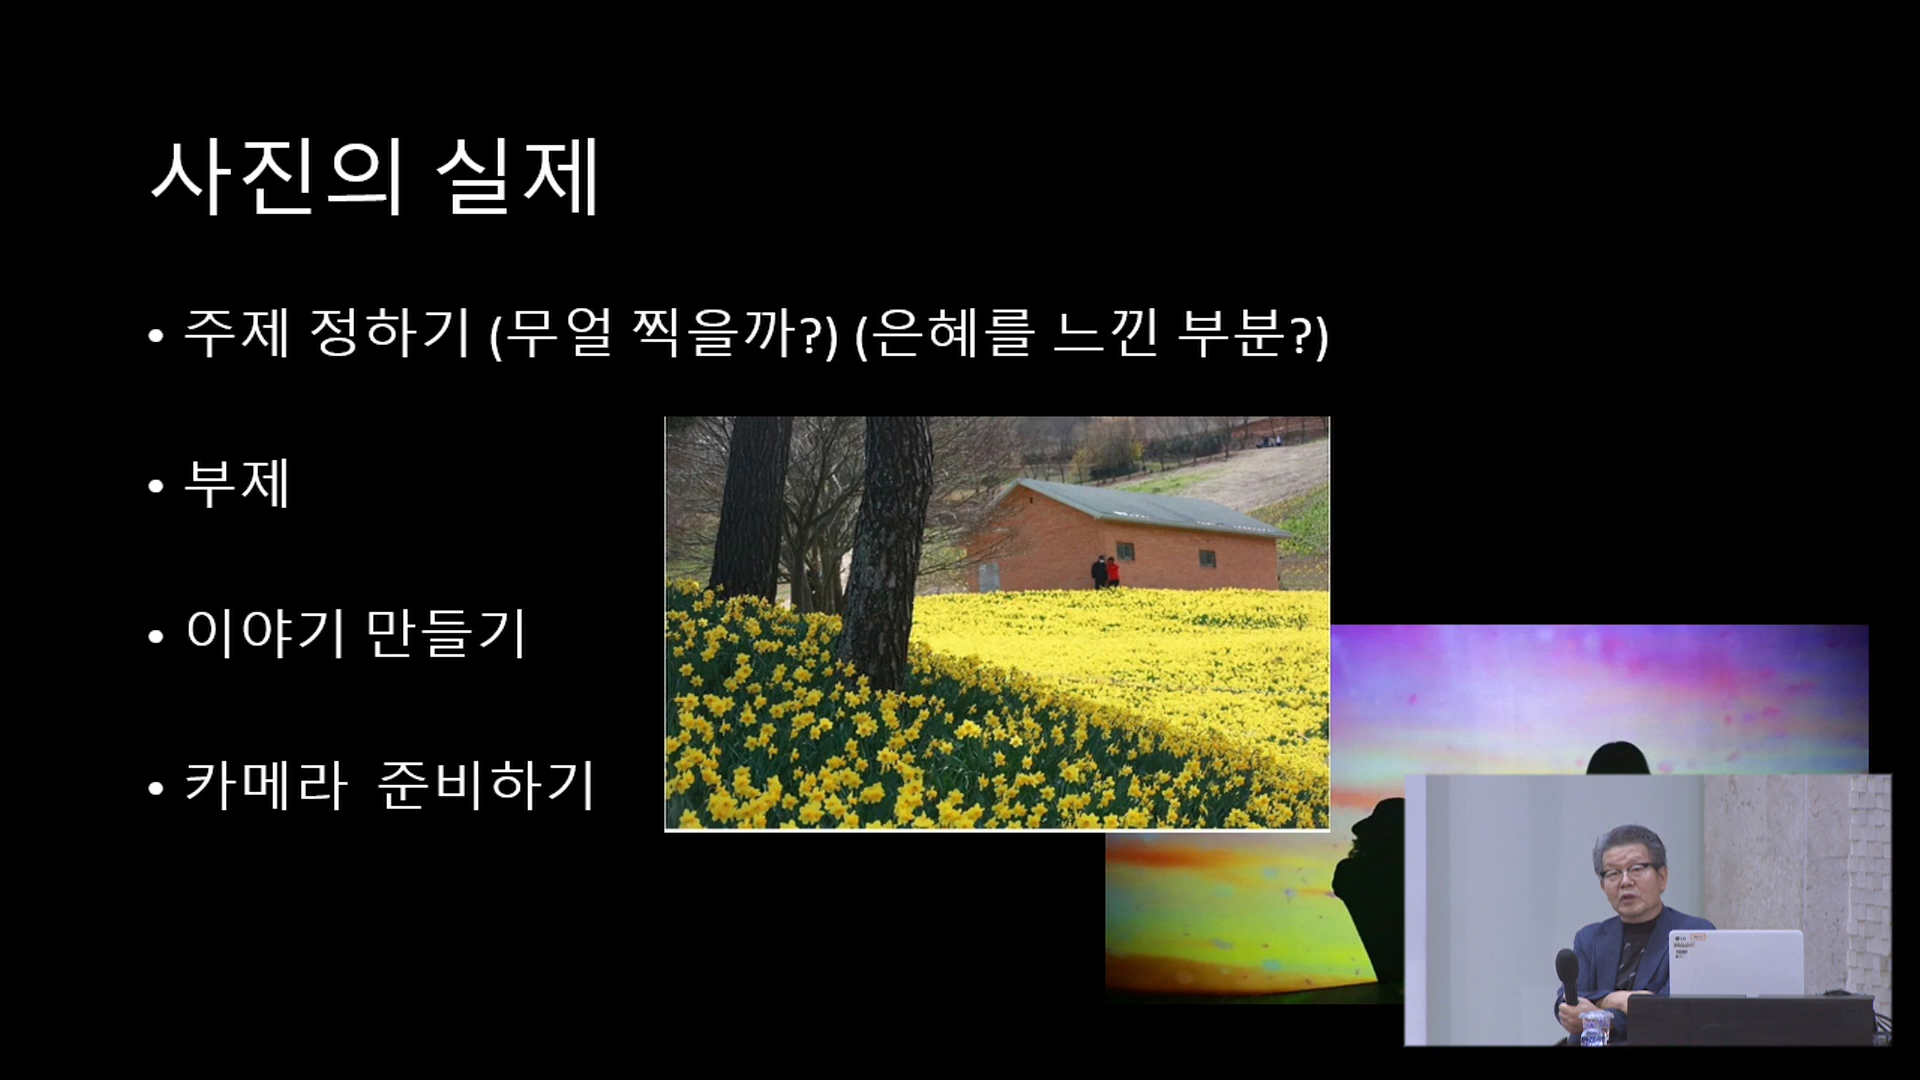 사진의 실제
• 주제 정하기 (무얼 찍을까?) (은혜를 느낀 부분?)
• 부제
• 이야기 만들기
• 카메라 준비하기
LG